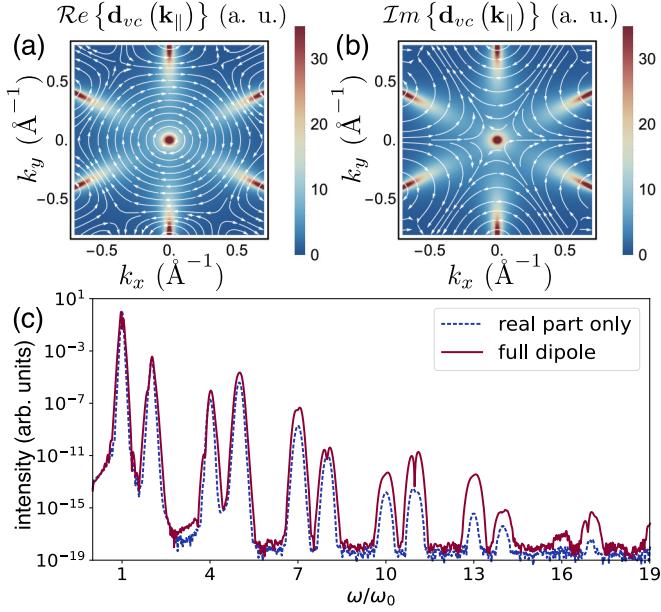 (a) ℛe {d_vc (k_∥)} (a. u.)
(b) ℐm {d_vc (k_∥)} (a. u.)
k_y (Å⁻¹)
0.5
0.
−0.5
−0.5 0. 0.5
k_x (Å⁻¹)
30
20
10
0
k_y (Å⁻¹)
0.5
0.
−0.5
−0.5 0. 0.5
k_x (Å⁻¹)
30
20
10
0
(c)
intensity (arb. units)
10¹
10⁻³
10⁻⁷
10⁻¹¹
10⁻¹⁵
10⁻¹⁹
real part only
full dipole
1 4 7 10 13 16 19
ω/ω₀